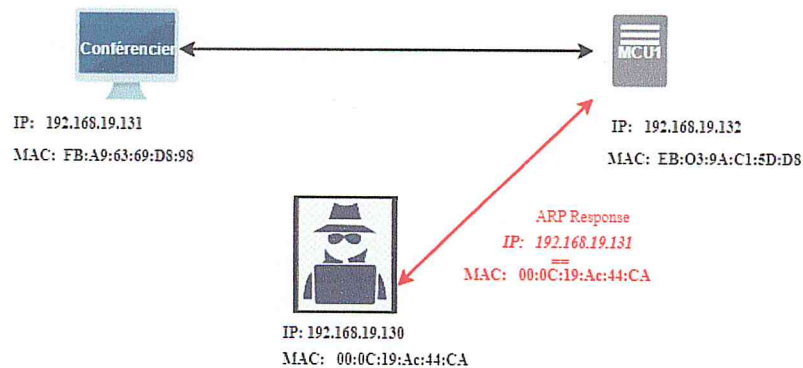 Conférencier
MCU1
IP: 192.168.19.131
MAC: FB:A9:63:69:D8:98
IP: 192.168.19.132
MAC: EB:O3:9A:C1:5D:D8
ARP Response
IP: 192.168.19.131
==
MAC: 00:0C:19:Ac:44:CA
IP: 192.168.19.130
MAC: 00:0C:19:Ac:44:CA